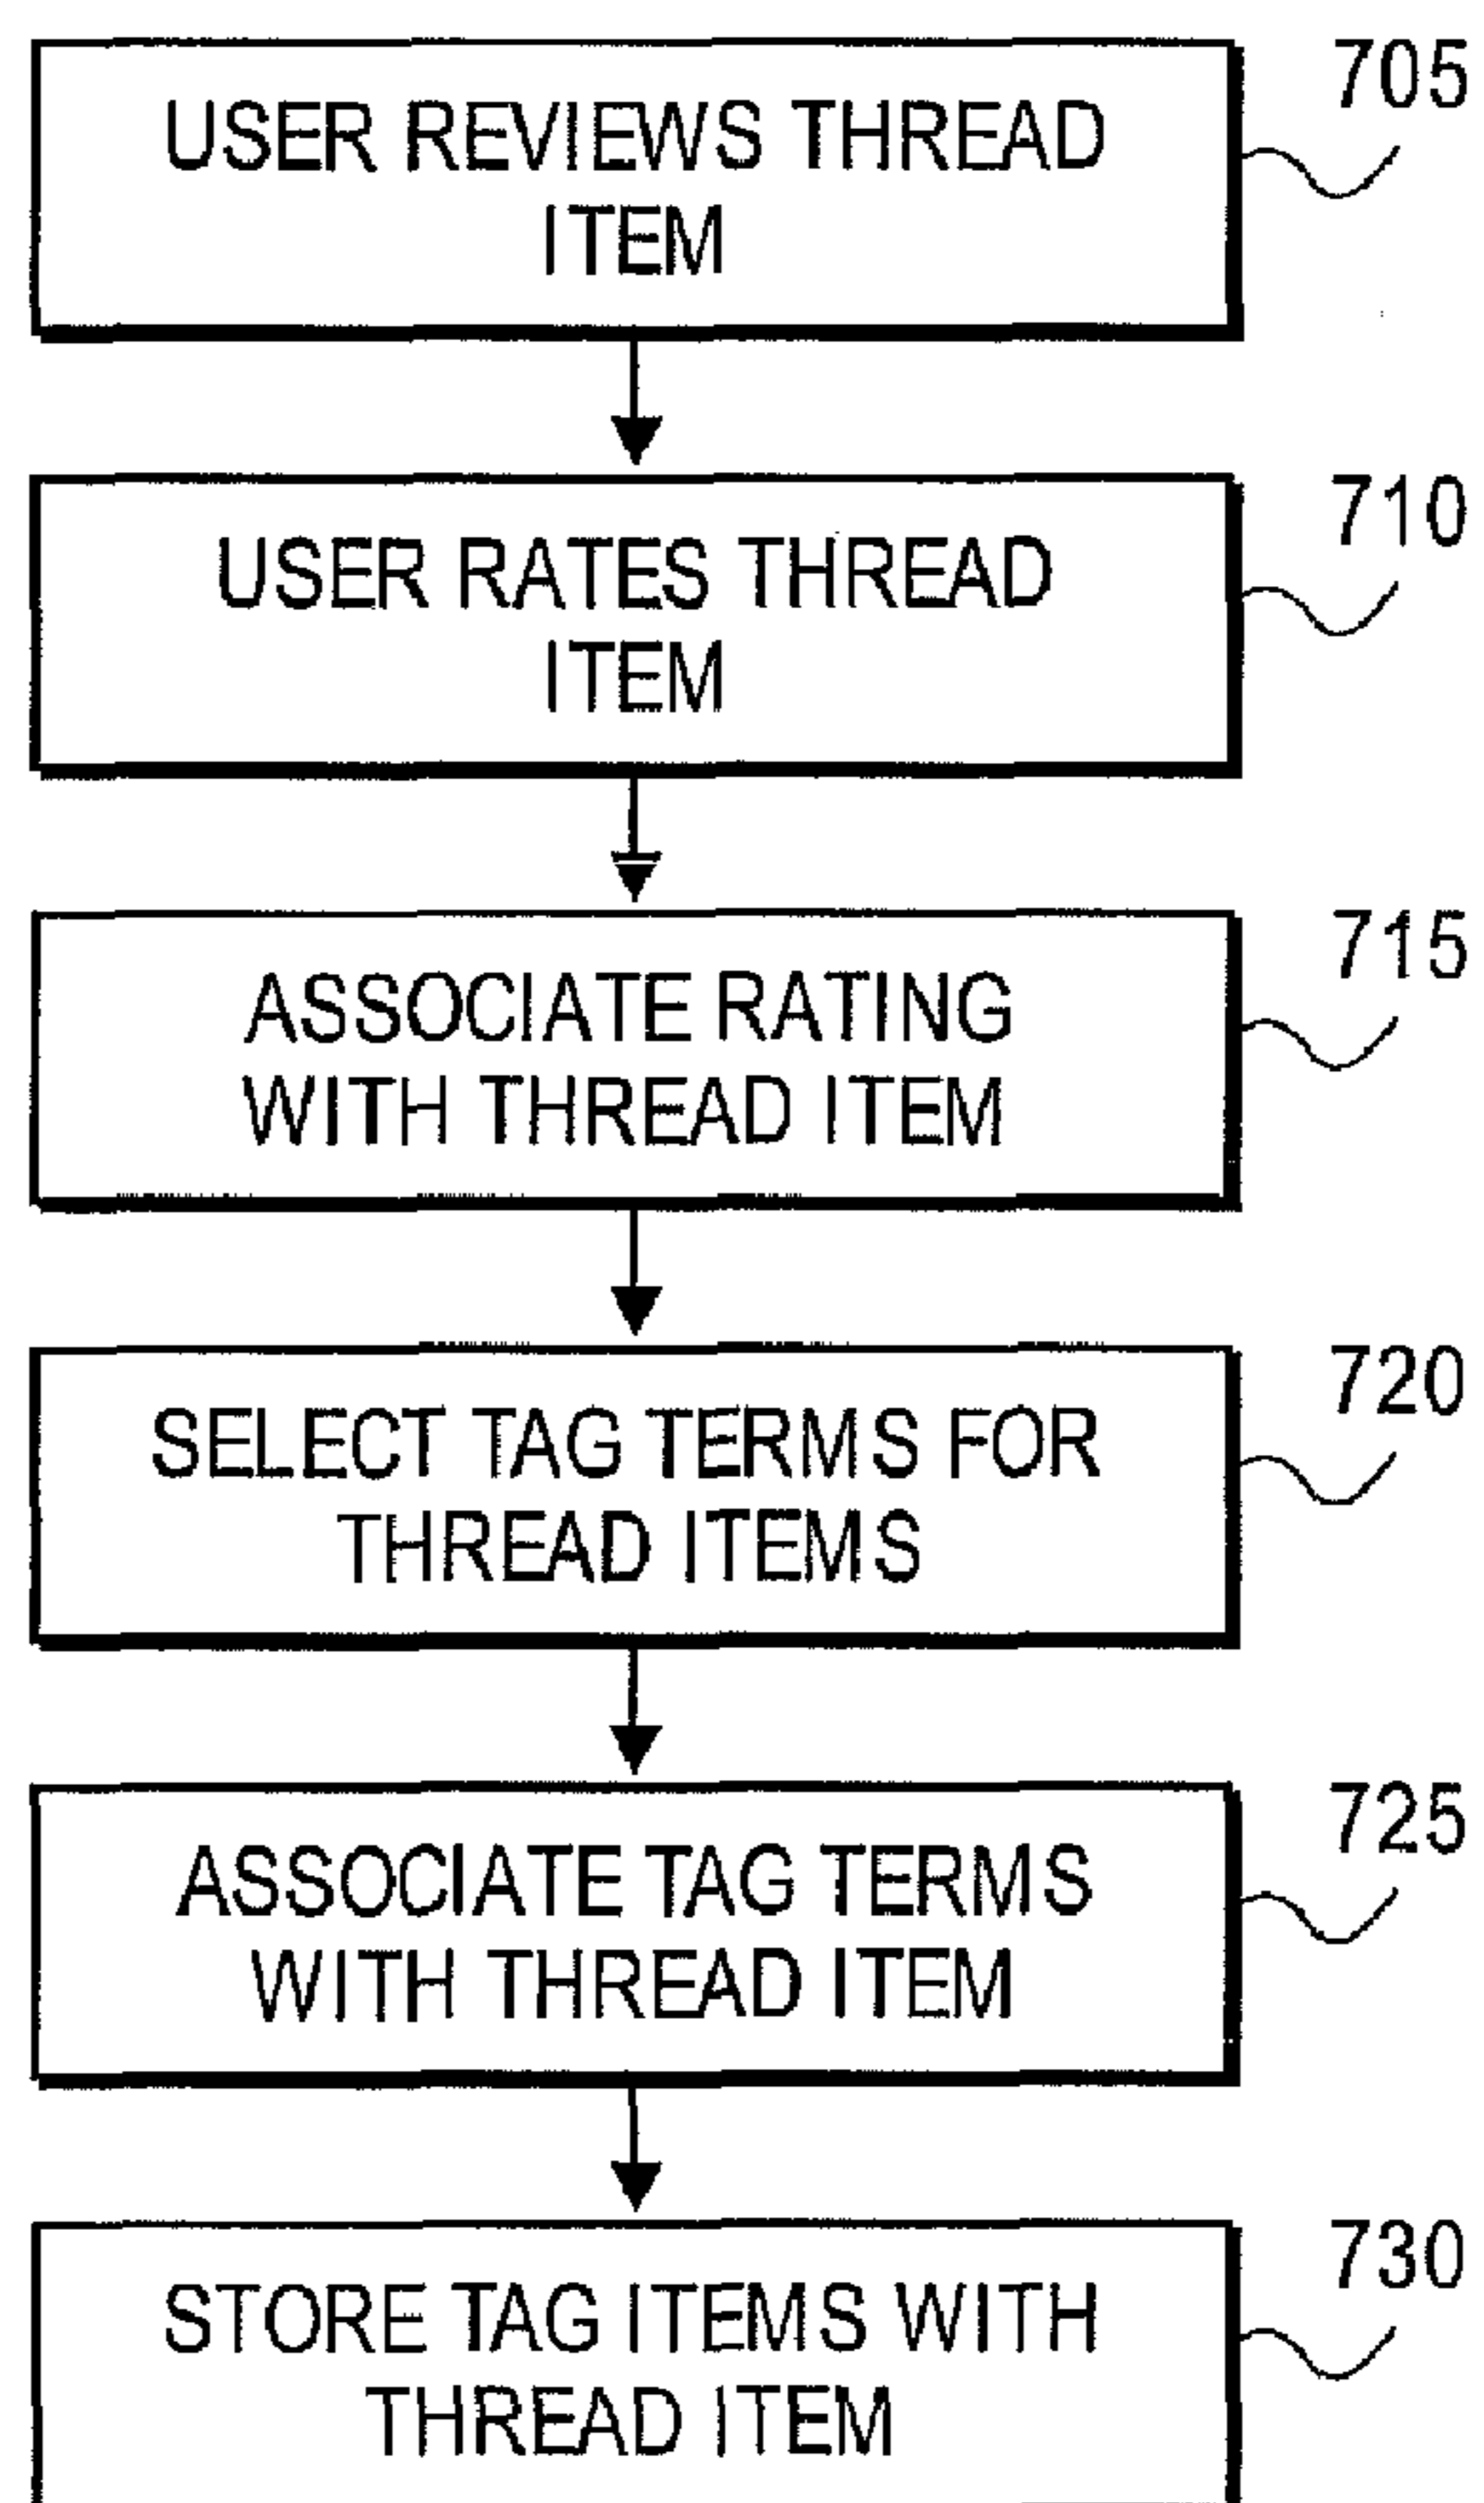 705
USER REVIEWS THREAD
ITEM
710
USER RATES THREAD
ITEM
715
ASSOCIATE RATING
WITH THREAD ITEM
720
SELECT TAG TERMS FOR
THREAD ITEMS
725
ASSOCIATE TAG TERMS
WITH THREAD ITEM
730
STORE TAG ITEMS WITH
THREAD ITEM